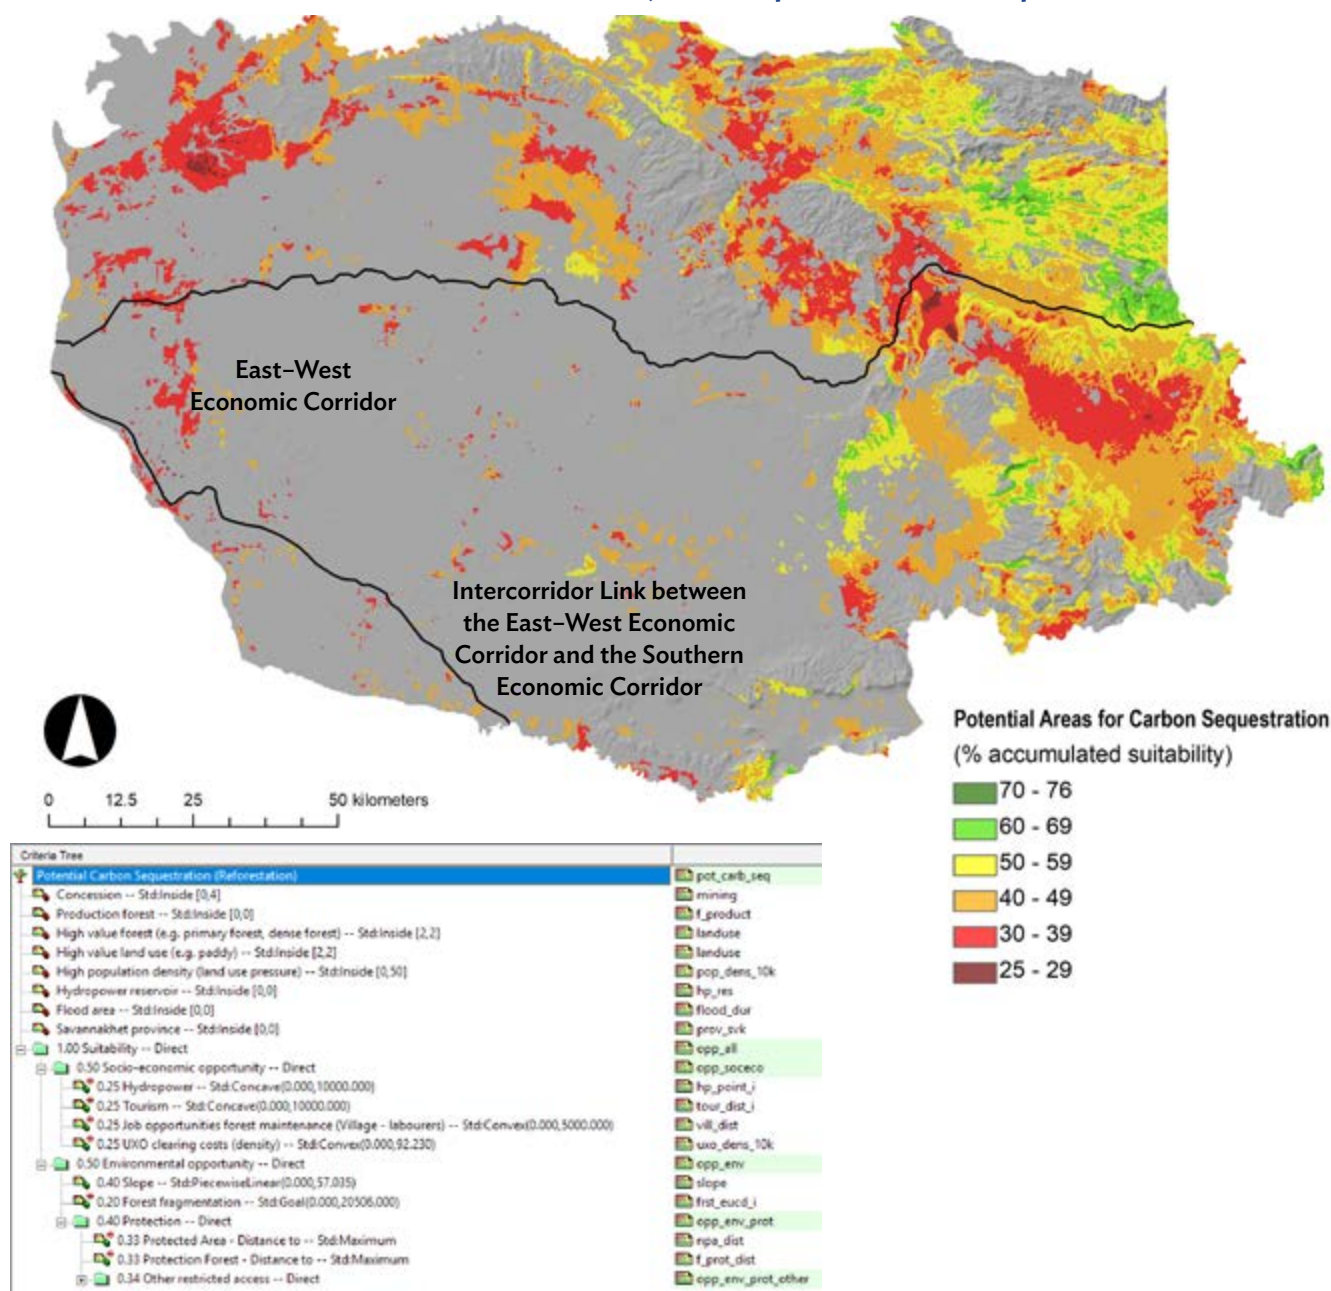 East–West
Economic Corridor
Intercorridor Link between
the East–West Economic
Corridor and the Southern
Economic Corridor
0 12.5 25 50 kilometers
Potential Areas for Carbon Sequestration
(% accumulated suitability)
70 - 76
60 - 69
50 - 59
40 - 49
30 - 39
25 - 29
Criteria Tree
Potential Carbon Sequestration (Reforestation) pot_carb_seq
Concession -- Std:Inside [0,4] mining
Production forest -- Std:Inside [0,0] f_product
High value forest (e.g. primary forest, dense forest) -- Std:Inside [2,2] landuse
High value land use (e.g. paddy) -- Std:Inside [2,2] landuse
High population density (land use pressure) -- Std:Inside [0,50] pop_dens_10k
Hydropower reservoir -- Std:Inside [0,0] hp_res
Flood area -- Std:Inside [0,0] flood_dur
Savannakhet province -- Std:Inside [0,0] prov_svk
1.00 Suitability -- Direct opp_all
0.50 Socio-economic opportunity -- Direct opp_soceco
0.25 Hydropower -- Std:Concave(0.000,10000.000) hp_point_i
0.25 Tourism -- Std:Concave(0.000,10000.000) tour_dist_i
0.25 Job opportunities forest maintenance (Village - labourers) -- Std:Convex(0.000,5000.000) vill_dist
0.25 UXO clearing costs (density) -- Std:Convex(0.000,92.230) uxo_dens_10k
0.50 Environmental opportunity -- Direct opp_env
0.40 Slope -- Std:PiecewiseLinear(0.000,57.035) slope
0.20 Forest fragmentation -- Std:Goal(0.000,20506.000) frst_eucd_i
0.40 Protection -- Direct opp_env_prot
0.33 Protected Area - Distance to -- Std:Maximum npa_dist
0.33 Protection Forest - Distance to -- Std:Maximum f_prot_dist
0.34 Other restricted access -- Direct opp_env_prot_other